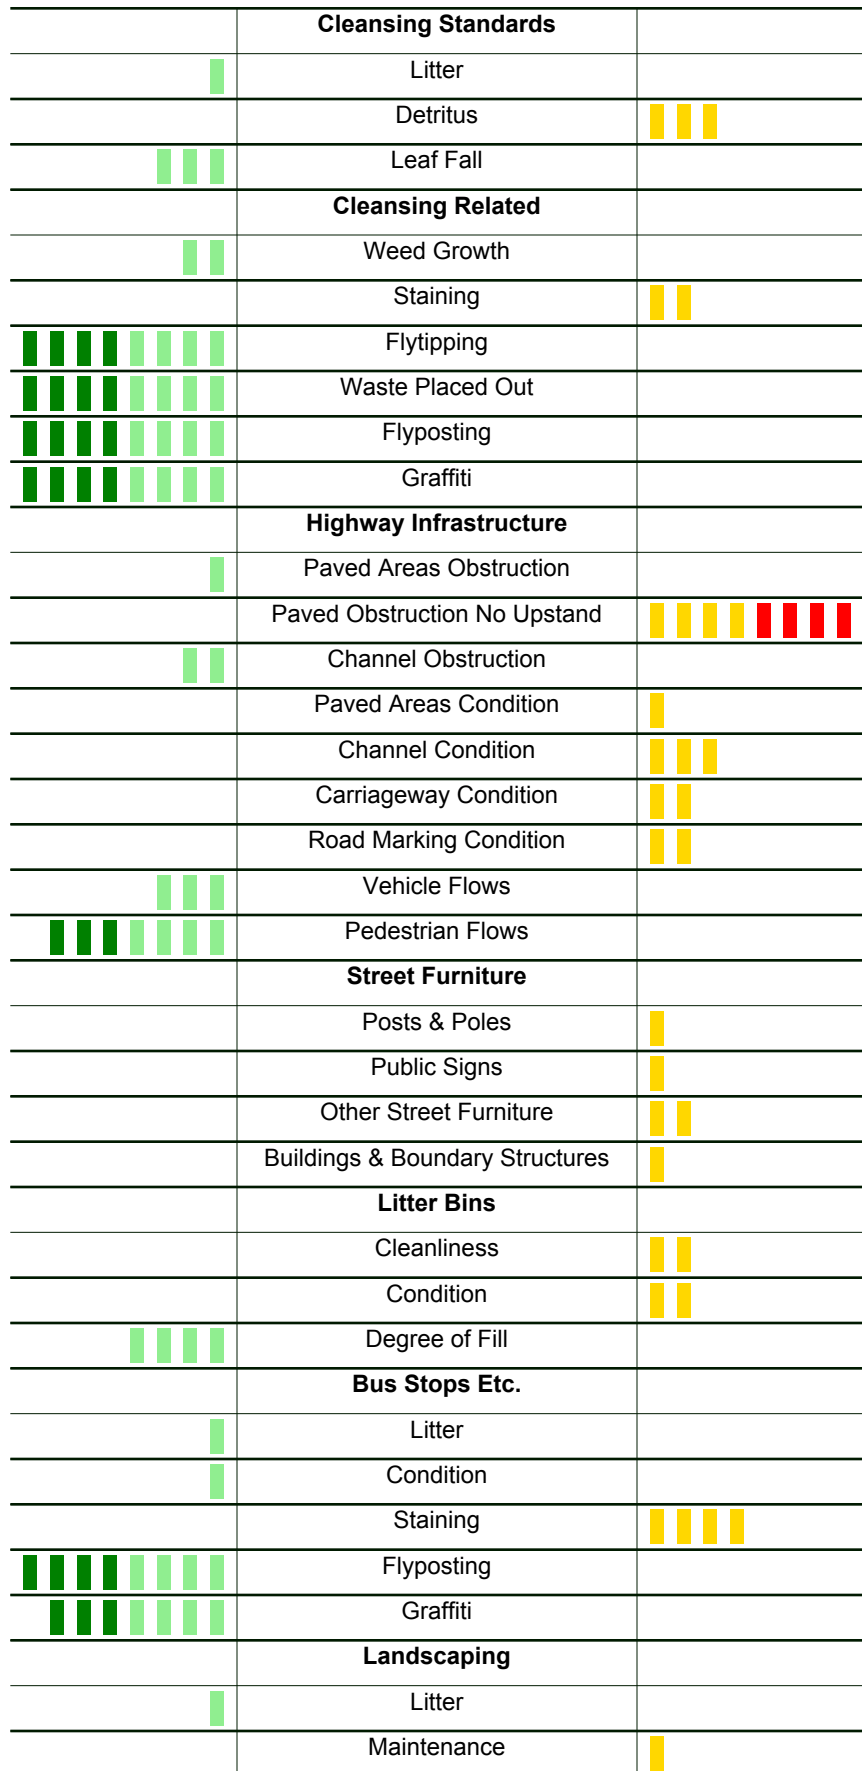 Cleansing Standards
Litter
Detritus
Leaf Fall
Cleansing Related
Weed Growth
Staining
Flytipping
Waste Placed Out
Flyposting
Graffiti
Highway Infrastructure
Paved Areas Obstruction
Paved Obstruction No Upstand
Channel Obstruction
Paved Areas Condition
Channel Condition
Carriageway Condition
Road Marking Condition
Vehicle Flows
Pedestrian Flows
Street Furniture
Posts & Poles
Public Signs
Other Street Furniture
Buildings & Boundary Structures
Litter Bins
Cleanliness
Condition
Degree of Fill
Bus Stops Etc.
Litter
Condition
Staining
Flyposting
Graffiti
Landscaping
Litter
Maintenance